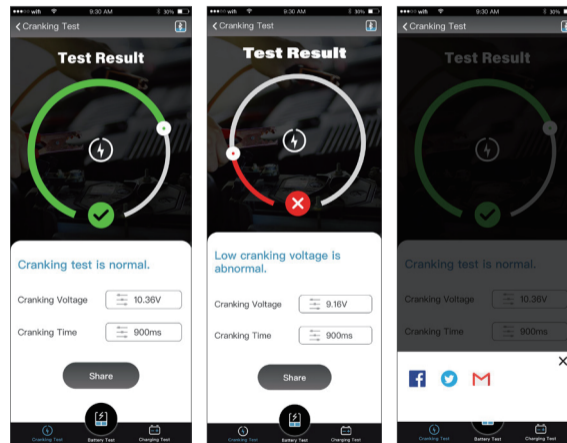 wifi 9:30 AM 30%
Cranking Test
Test Result
Cranking test is normal.
Cranking Voltage 10.36V
Cranking Time 900ms
Share
Cranking Test Battery Test Charging Test
wifi 9:30 AM 30%
Cranking Test
Test Result
Low cranking voltage is
abnormal.
Cranking Voltage 9.16V
Cranking Time 900ms
Share
Cranking Test Battery Test Charging Test
wifi 9:30 AM 30%
Cranking Test
Test Result
Cranking test is normal.
Cranking Voltage 10.36V
Cranking Time 900ms
Cranking Test Battery Test Charging Test